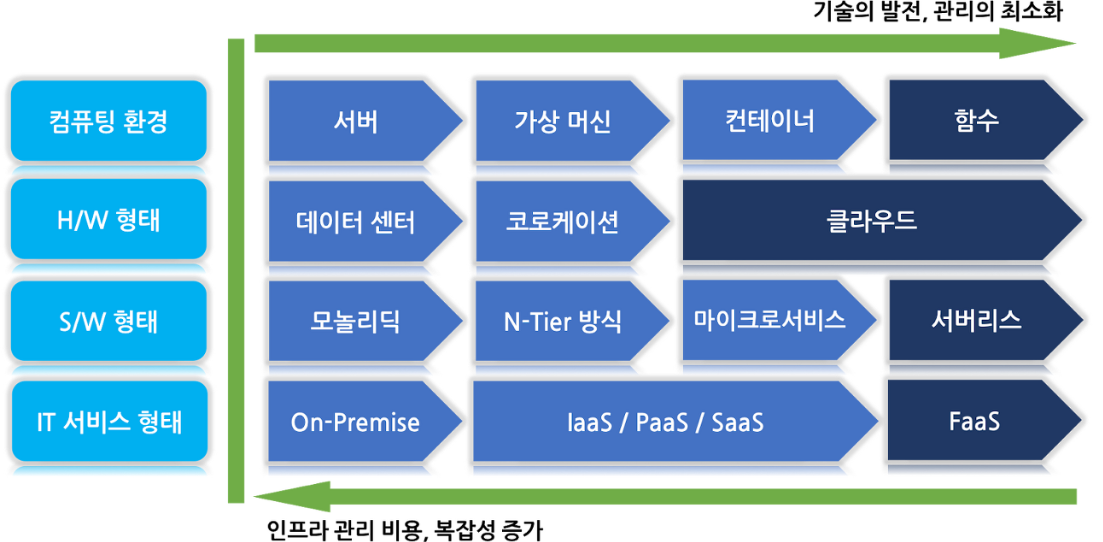 기술의 발전, 관리의 최소화
컴퓨팅 환경
서버
가상 머신
컨테이너
함수
H/W 형태
데이터 센터
코로케이션
클라우드
S/W 형태
모놀리딕
N-Tier 방식
마이크로서비스
서버리스
IT 서비스 형태
On-Premise
IaaS / PaaS / SaaS
FaaS
인프라 관리 비용, 복잡성 증가